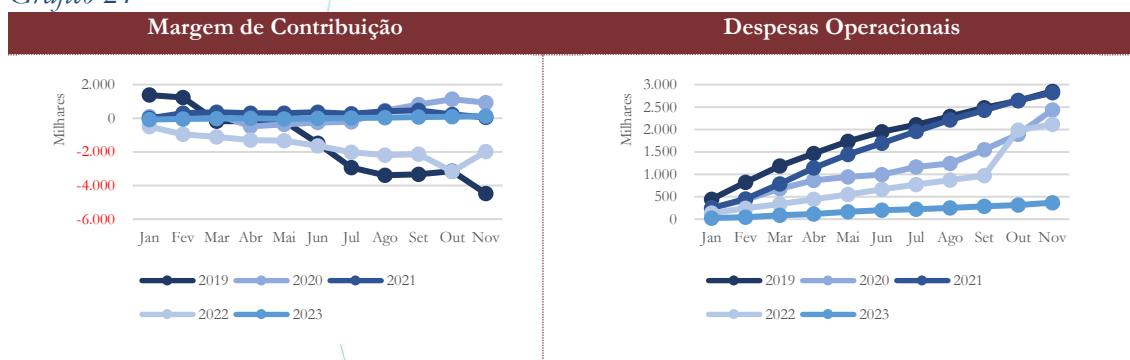 Gráfico 24
Margem de Contribuição
Milhares
2.000
0
-2.000
-4.000
-6.000
Jan Fev Mar Abr Mai Jun Jul Ago Set Out Nov
2019 2020 2021
2022 2023
Despesas Operacionais
Milhares
3.000
2.500
2.000
1.500
1.000
500
0
Jan Fev Mar Abr Mai Jun Jul Ago Set Out Nov
2019 2020 2021
2022 2023